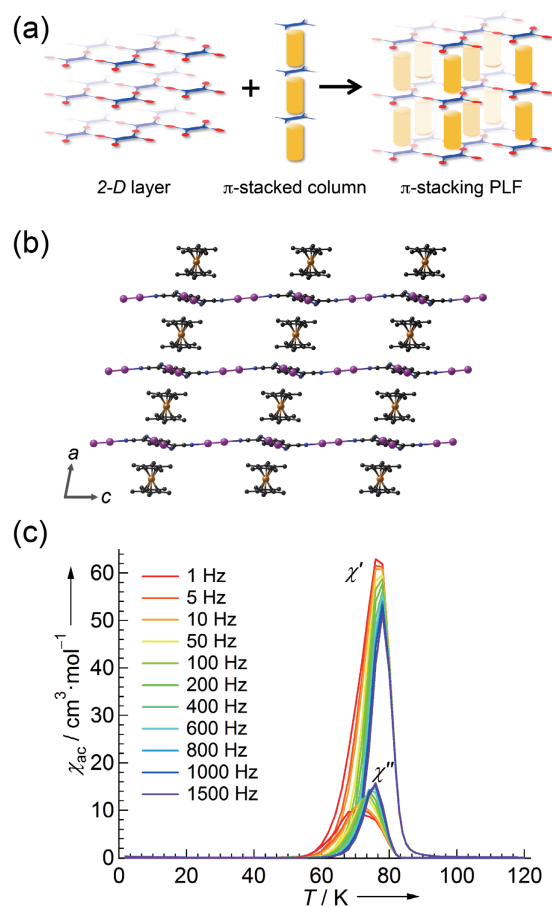 (a)
+
2-D layer
π-stacked column
π-stacking PLF
(b)
a
c
(c)
χac / cm³·mol⁻¹
60
50
40
30
20
10
0
1 Hz
5 Hz
10 Hz
50 Hz
100 Hz
200 Hz
400 Hz
600 Hz
800 Hz
1000 Hz
1500 Hz
χ'
χ"
0
20
40
60
80
100
120
T / K